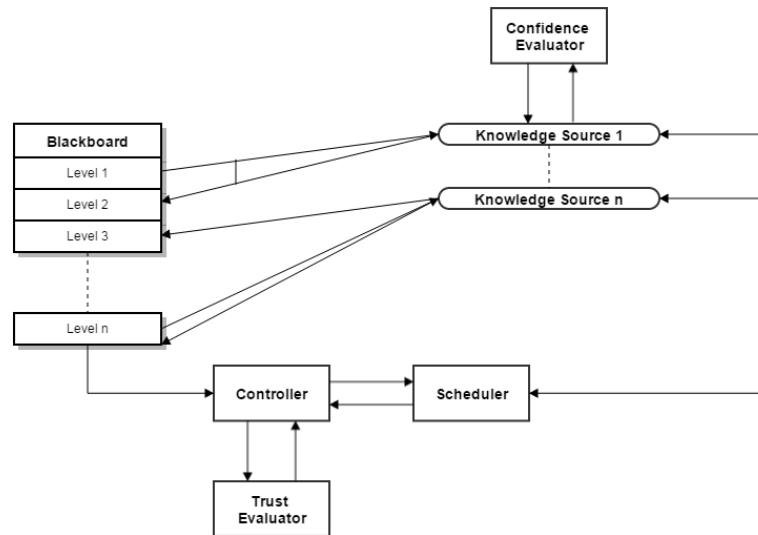 Confidence
Evaluator
Blackboard
Knowledge Source 1
Level 1
Level 2
Knowledge Source n
Level 3
Level n
Controller
Scheduler
Trust
Evaluator